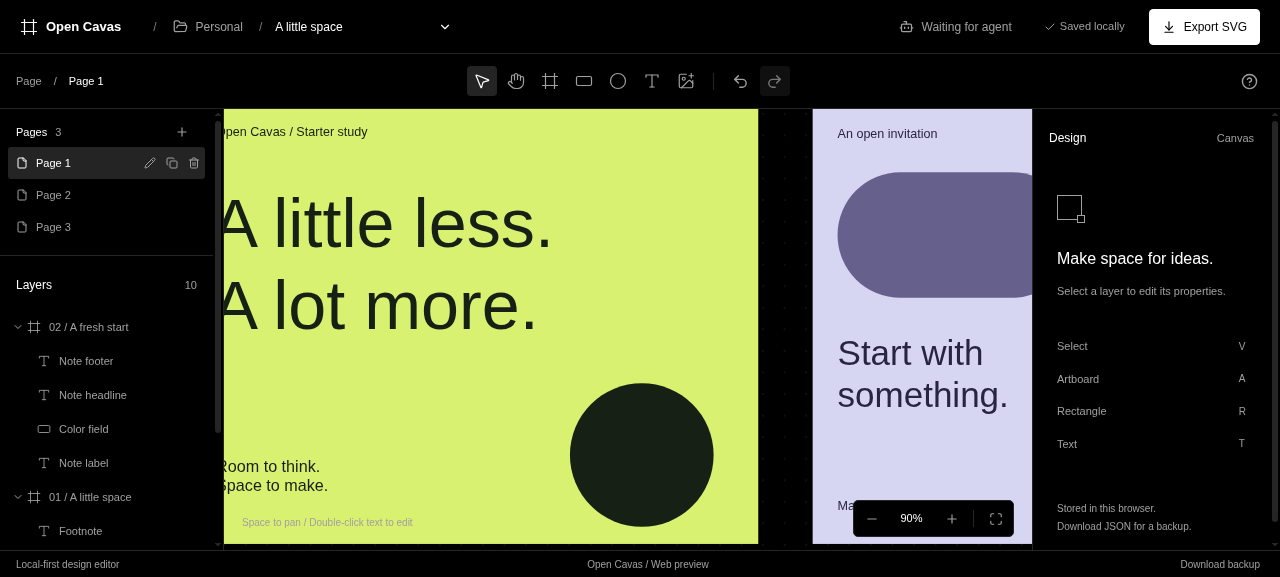 Open Cavas / Personal / A little space
Waiting for agent
Saved locally
Export SVG
Page / Page 1
Pages 3
Page 1
Page 2
Page 3
Layers 10
02 / A fresh start
Note footer
Note headline
Color field
Note label
01 / A little space
Footnote
pen Cavas / Starter study
A little less.
A lot more.
Room to think.
Space to make.
Space to pan / Double-click text to edit
An open invitation
Start with
something.
Ma
90%
Design Canvas
Make space for ideas.
Select a layer to edit its properties.
Select V
Artboard A
Rectangle R
Text T
Stored in this browser.
Download JSON for a backup.
Local-first design editor
Open Cavas / Web preview
Download backup